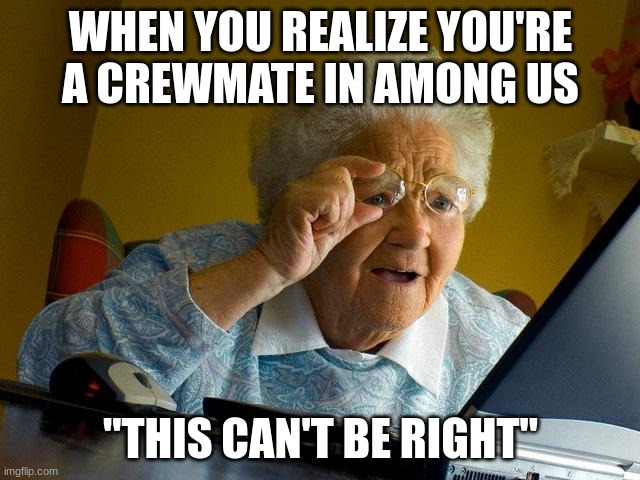 WHEN YOU REALIZE YOU'RE
A CREWMATE IN AMONG US
"THIS CAN'T BE RIGHT"
imgflip.com